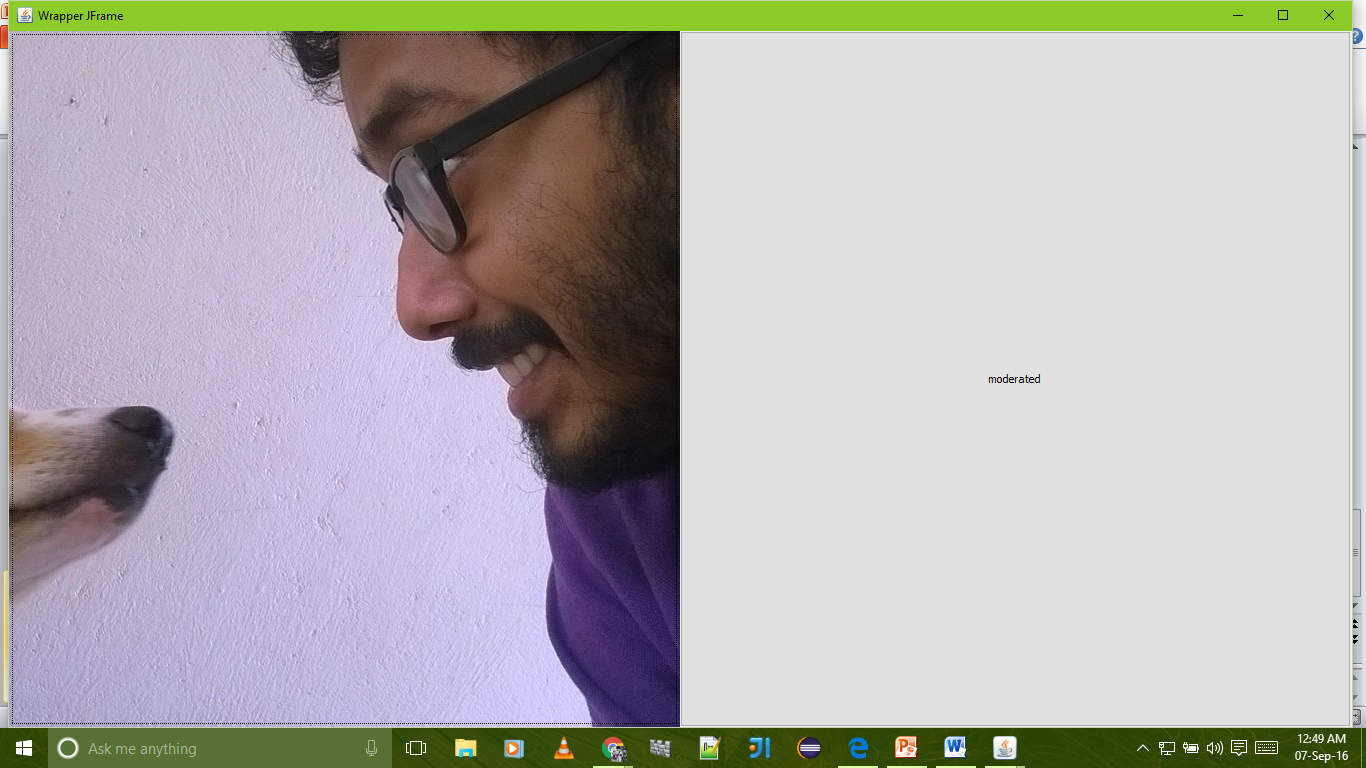 Wrapper JFrame
moderated
Ask me anything
12:49 AM
07-Sep-16